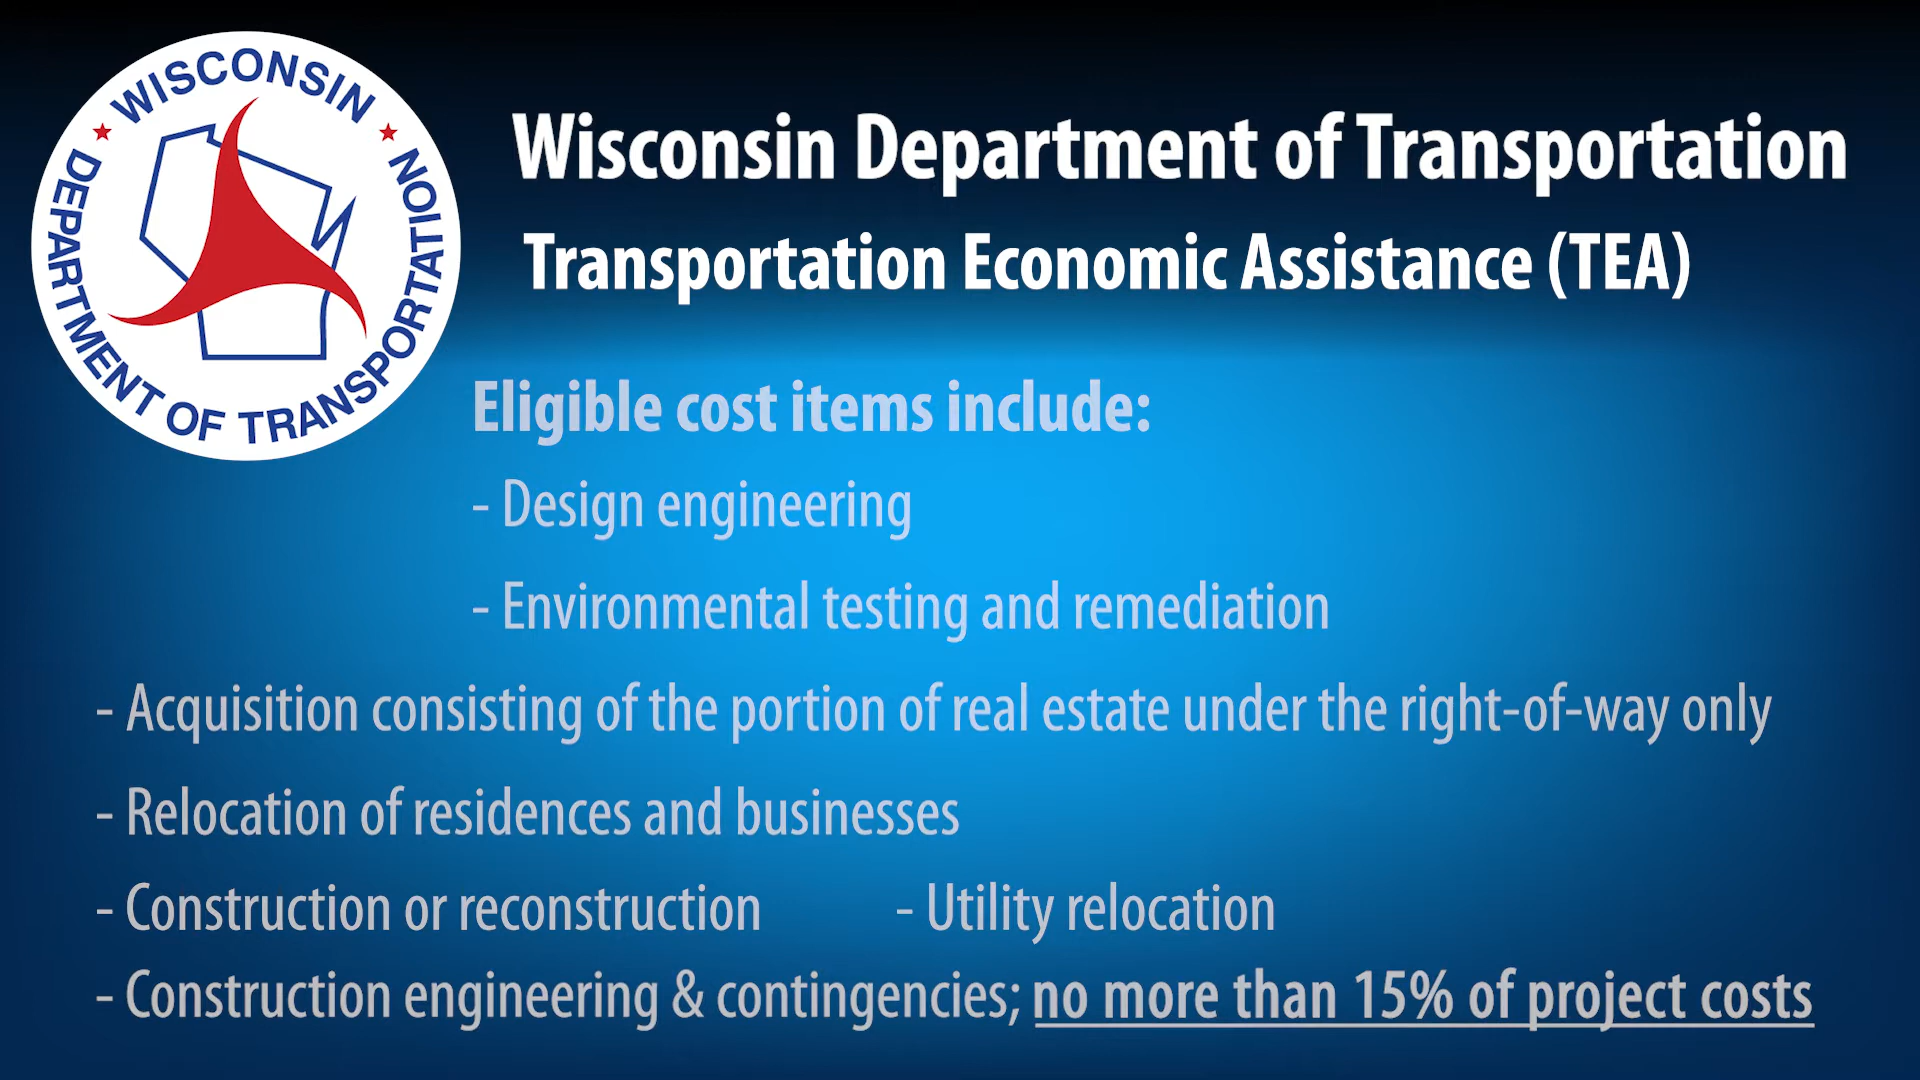 WISCONSIN
DEPARTMENT OF TRANSPORTATION
Wisconsin Department of Transportation
Transportation Economic Assistance (TEA)
Eligible cost items include:
- Design engineering
- Environmental testing and remediation
- Acquisition consisting of the portion of real estate under the right-of-way only
- Relocation of residences and businesses
- Construction or reconstruction - Utility relocation
- Construction engineering & contingencies; no more than 15% of project costs